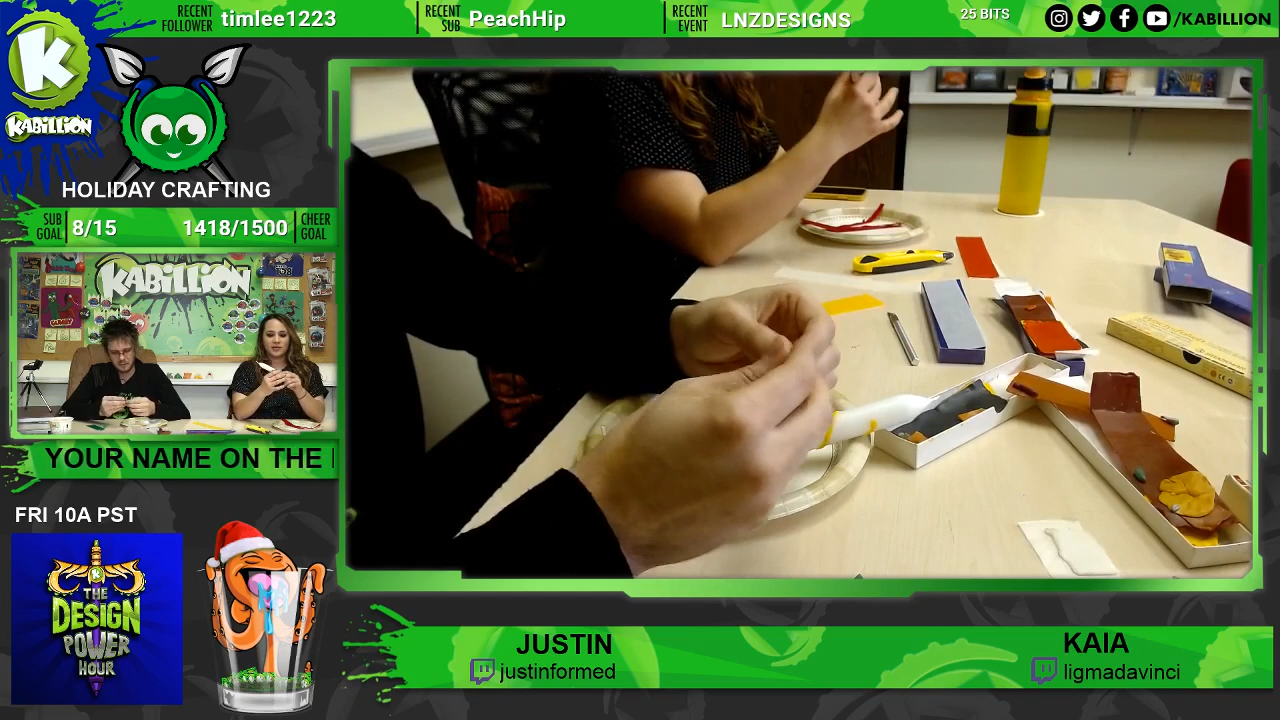 RECENT FOLLOWER timlee1223
RECENT SUB PeachHip
RECENT EVENT LNZDESIGNS
25 BITS
/KABILLION
K
KABILLION
HOLIDAY CRAFTING
SUB GOAL 8/15
1418/1500 CHEER GOAL
KABILLION
YOUR NAME ON THE
FRI 10A PST
THE
DESIGN
POWER
HOUR
JUSTIN
justinformed
KAIA
ligmadavinci